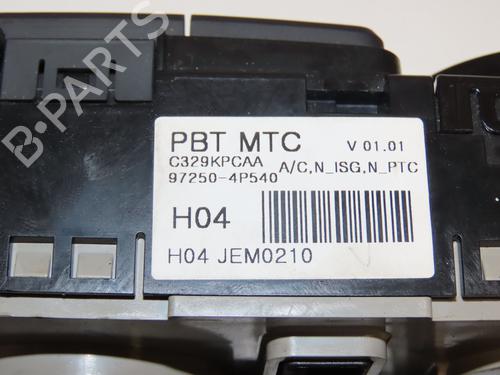 PBT MTC V 01.01
C329KPCAA A/C,N_ISG,N_PTC
97250-4P540
H04
H04 JEM0210
B-PARTS